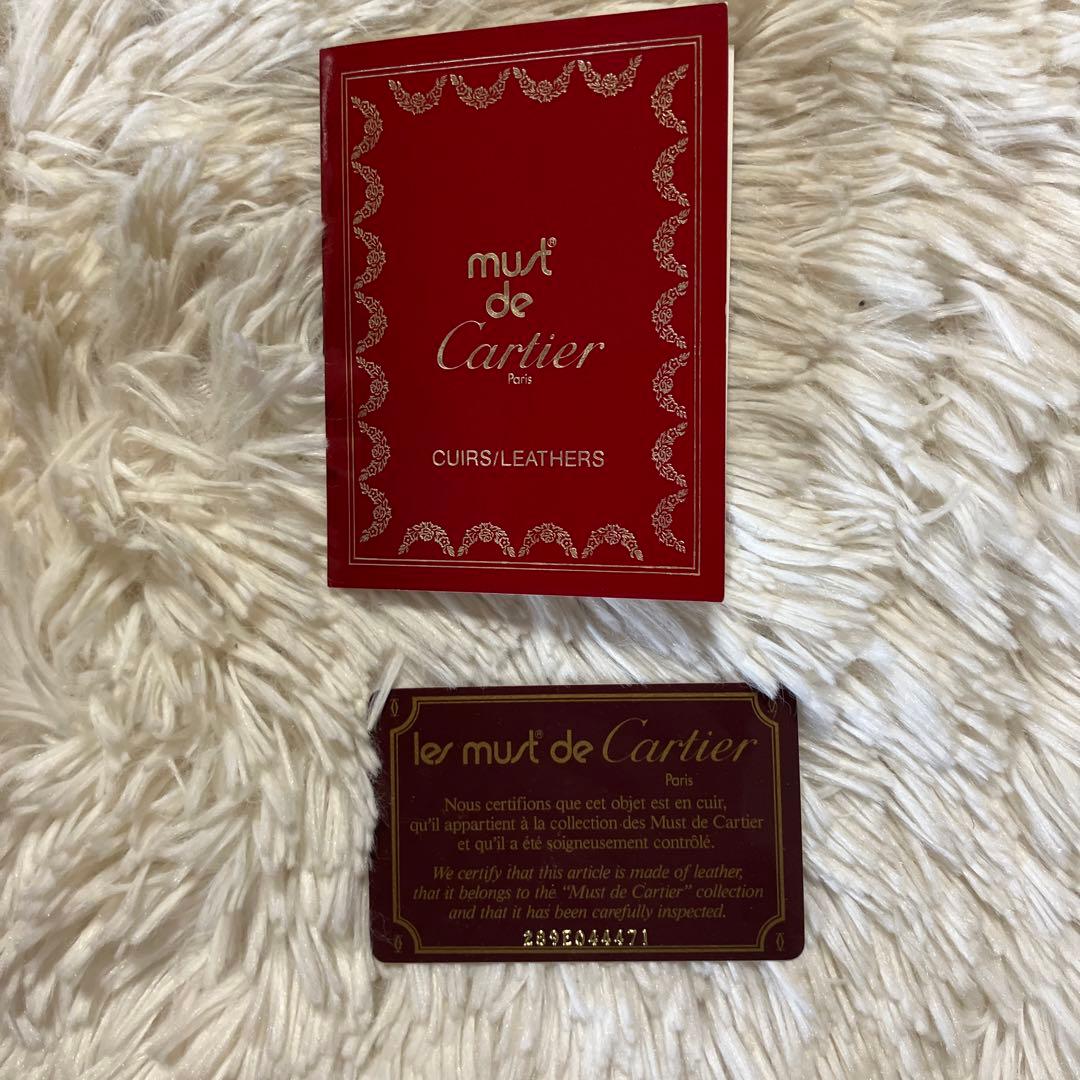 must®
de
Cartier
Paris
CUIRS/LEATHERS
les must® de Cartier
Paris
Nous certifions que cet objet est en cuir,
qu'il appartient à la collection des Must de Cartier
et qu'il a été soigneusement contrôlé.
We certify that this article is made of leather,
that it belongs to the "Must de Cartier" collection
and that it has been carefully inspected.
289E044471